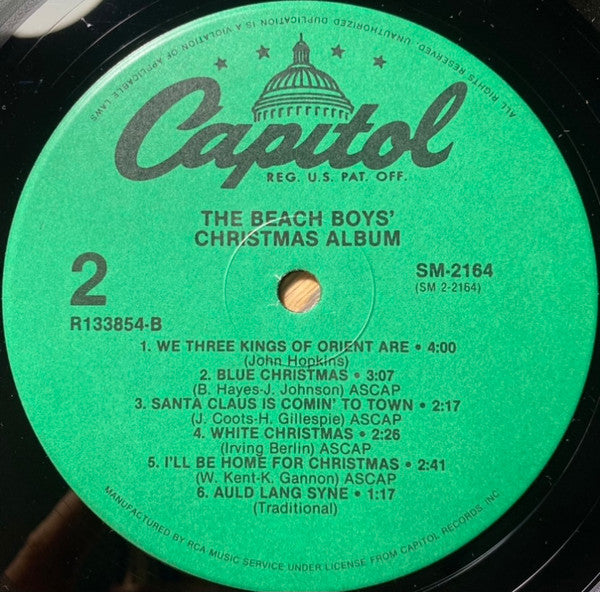 ALL RIGHTS RESERVED. UNAUTHORIZED DUPLICATION IS A VIOLATION OF APPLICABLE LAWS
Capitol
REG. U.S. PAT. OFF.
THE BEACH BOYS'
CHRISTMAS ALBUM
2
SM-2164
(SM 2-2164)
R133854-B
1. WE THREE KINGS OF ORIENT ARE • 4:00
(John Hopkins)
2. BLUE CHRISTMAS • 3:07
(B. Hayes-J. Johnson) ASCAP
3. SANTA CLAUS IS COMIN' TO TOWN • 2:17
(J. Coots-H. Gillespie) ASCAP
4. WHITE CHRISTMAS • 2:26
(Irving Berlin) ASCAP
5. I'LL BE HOME FOR CHRISTMAS • 2:41
(W. Kent-K. Gannon) ASCAP
6. AULD LANG SYNE • 1:17
(Traditional)
MANUFACTURED BY RCA MUSIC SERVICE UNDER LICENSE FROM CAPITOL RECORDS, INC.